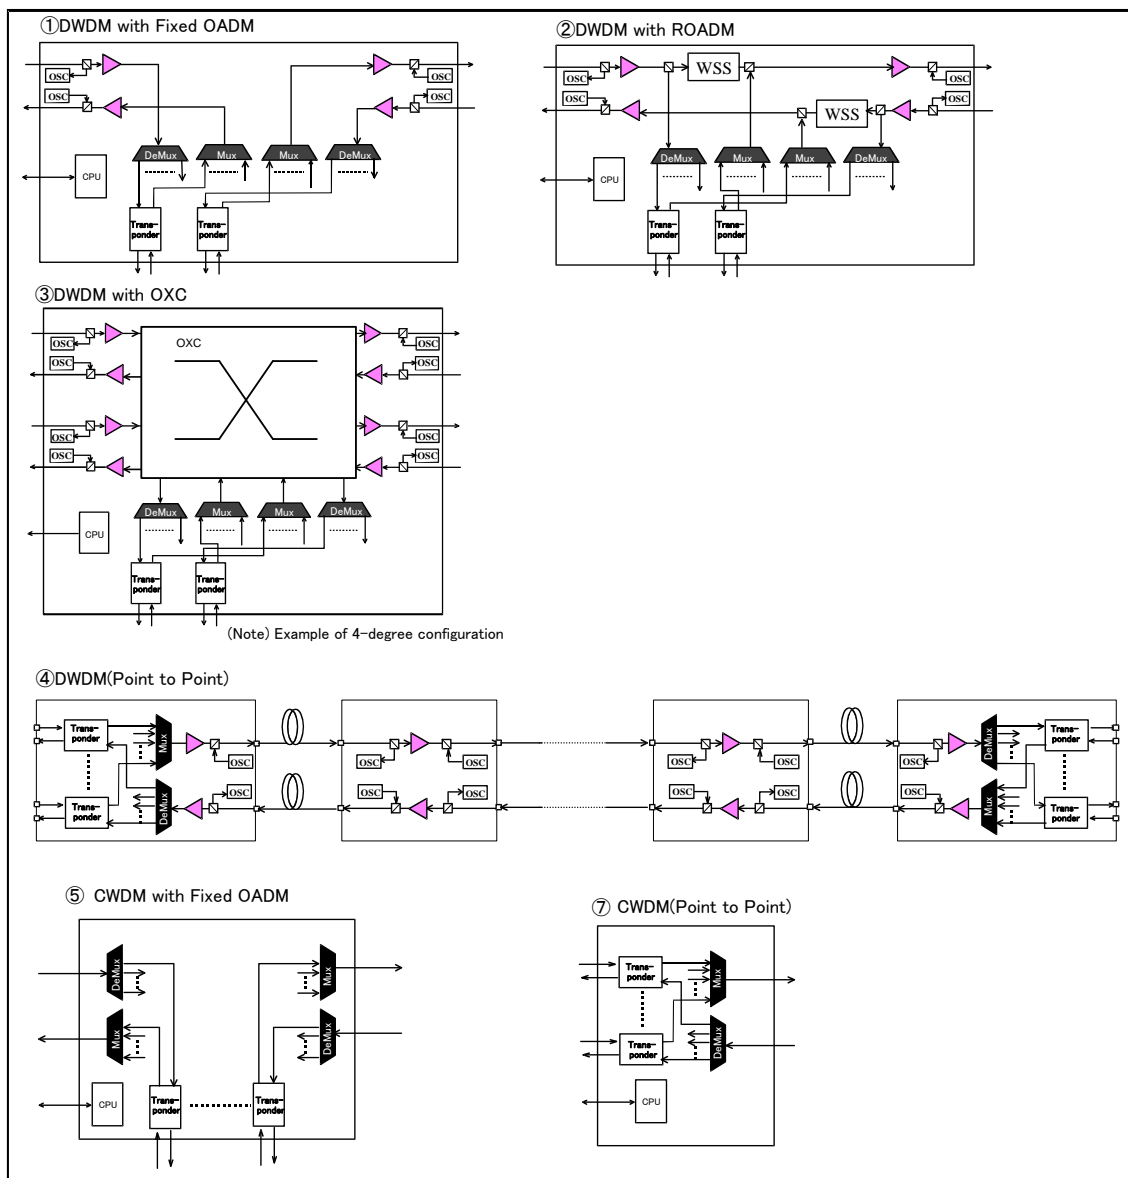 ①DWDM with Fixed OADM
OSC
OSC
OSC
OSC
DeMux
Mux
Mux
DeMux
CPU
Trans-
ponder
Trans-
ponder
②DWDM with ROADM
OSC
WSS
OSC
OSC
WSS
OSC
DeMux
Mux
Mux
DeMux
CPU
Trans-
ponder
Trans-
ponder
③DWDM with OXC
OXC
OSC
OSC
OSC
OSC
OSC
OSC
OSC
OSC
DeMux
Mux
Mux
DeMux
CPU
Trans-
ponder
Trans-
ponder
(Note) Example of 4-degree configuration
④DWDM(Point to Point)
Trans-
ponder
Trans-
ponder
Mux
DeMux
OSC
OSC
OSC
OSC
OSC
OSC
OSC
OSC
OSC
OSC
OSC
OSC
DeMux
Mux
Trans-
ponder
Trans-
ponder
⑤ CWDM with Fixed OADM
DeMux
Mux
Mux
DeMux
CPU
Trans-
ponder
Trans-
ponder
⑦ CWDM(Point to Point)
Trans-
ponder
Trans-
ponder
Mux
DeMux
CPU